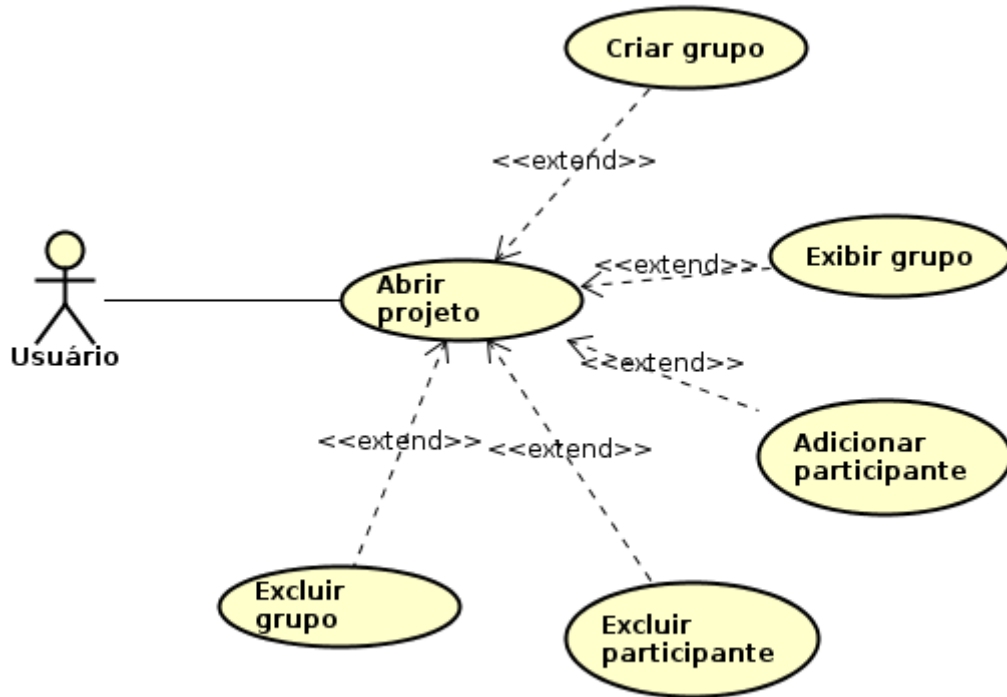 Criar grupo
<<extend>>
Exibir grupo
<<extend>>
Abrir
projeto
Usuário
<<extend>>
<<extend>>
<<extend>>
Adicionar
participante
Excluir
grupo
Excluir
participante